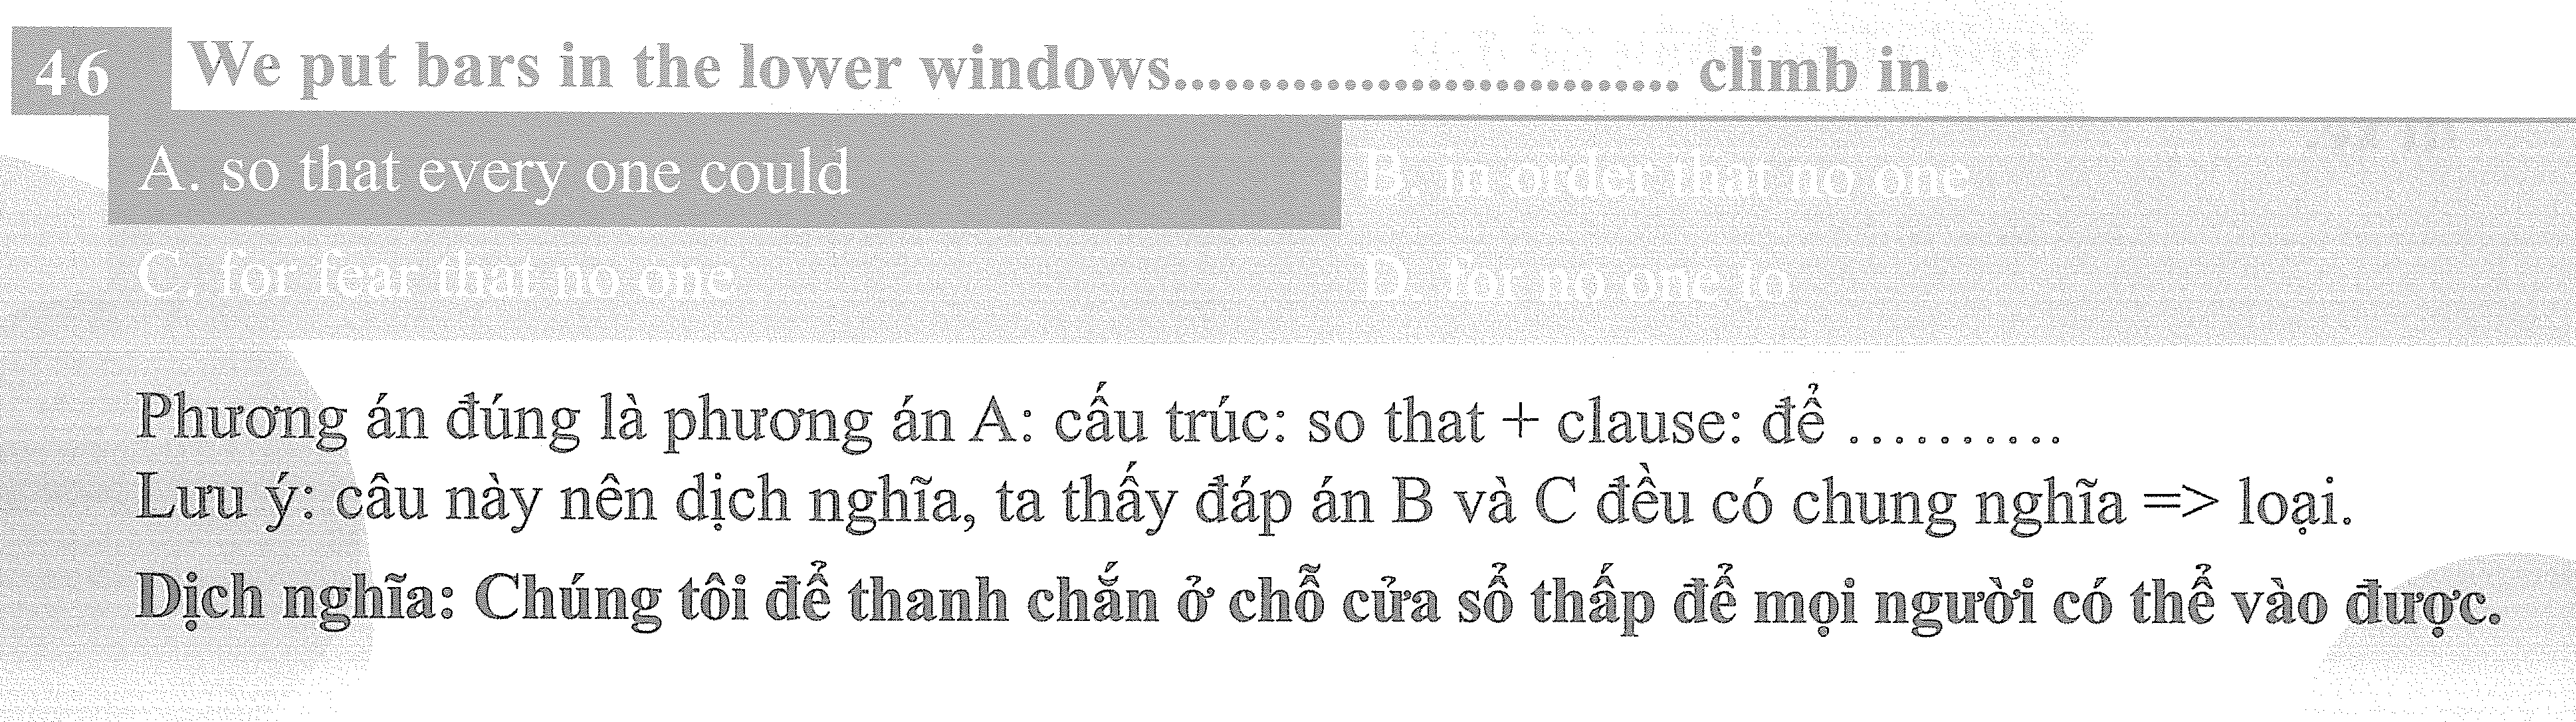 46 We put bars in the lower windows............................. climb in.
A. so that every one could B. in order that no one
C. for fear that no one D. for no one to
Phương án đúng là phương án A: cấu trúc: so that + clause: để ..........
Lưu ý: câu này nên dịch nghĩa, ta thấy đáp án B và C đều có chung nghĩa => loại.
Dịch nghĩa: Chúng tôi để thanh chắn ở chỗ cửa sổ thấp để mọi người có thể vào được.